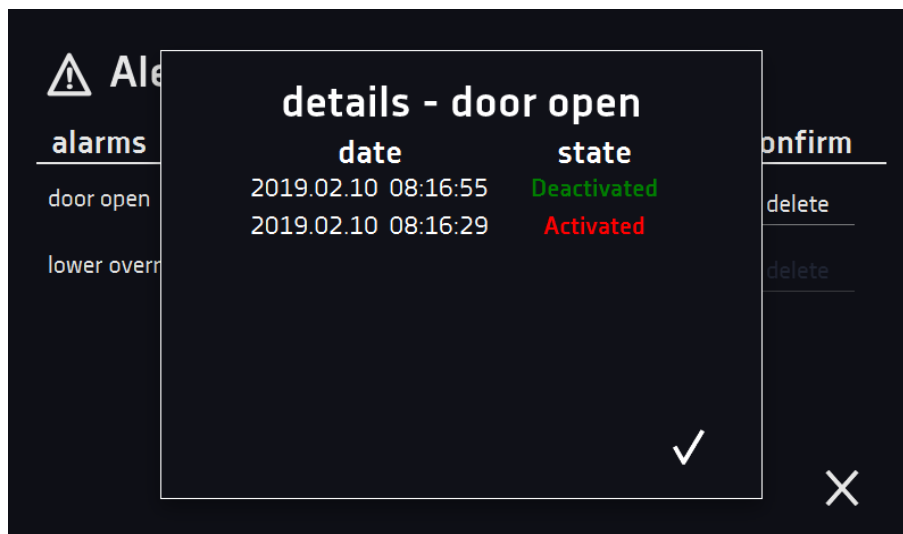 Ale
details - door open
alarms
date state
onfirm
2019.02.10 08:16:55 Deactivated
door open
delete
2019.02.10 08:16:29 Activated
lower overr
delete